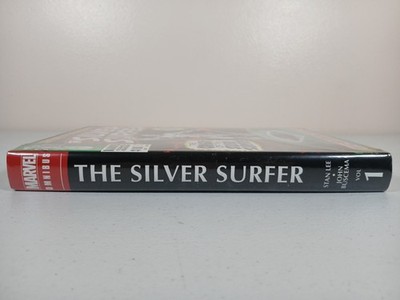 MARVEL
OMNIBUS
THE SILVER SURFER
STAN LEE
JOHN
BUSCEMA
VOL
1